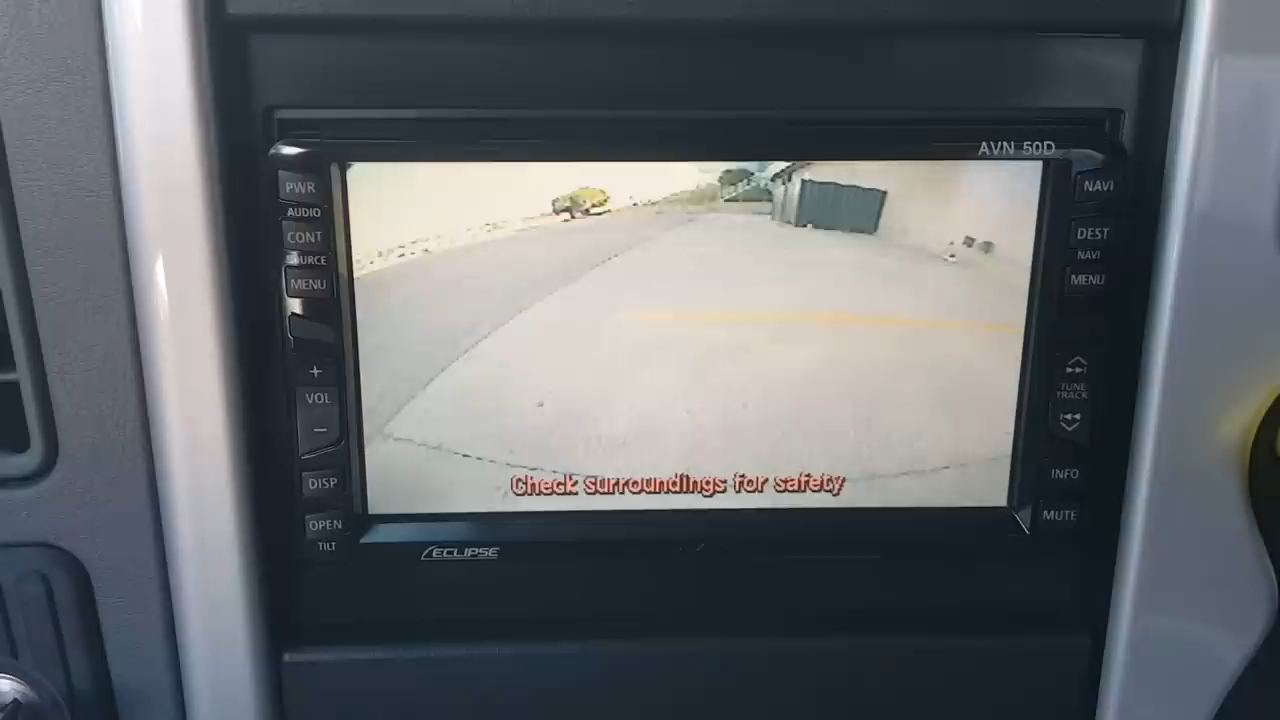 AVN 50D
PWR
AUDIO
CONT
SOURCE
MENU
+
VOL
−
DISP
OPEN
TILT
NAVI
DEST
NAVI
MENU
TUNE
TRACK
INFO
MUTE
Check surroundings for safety
ECLIPSE